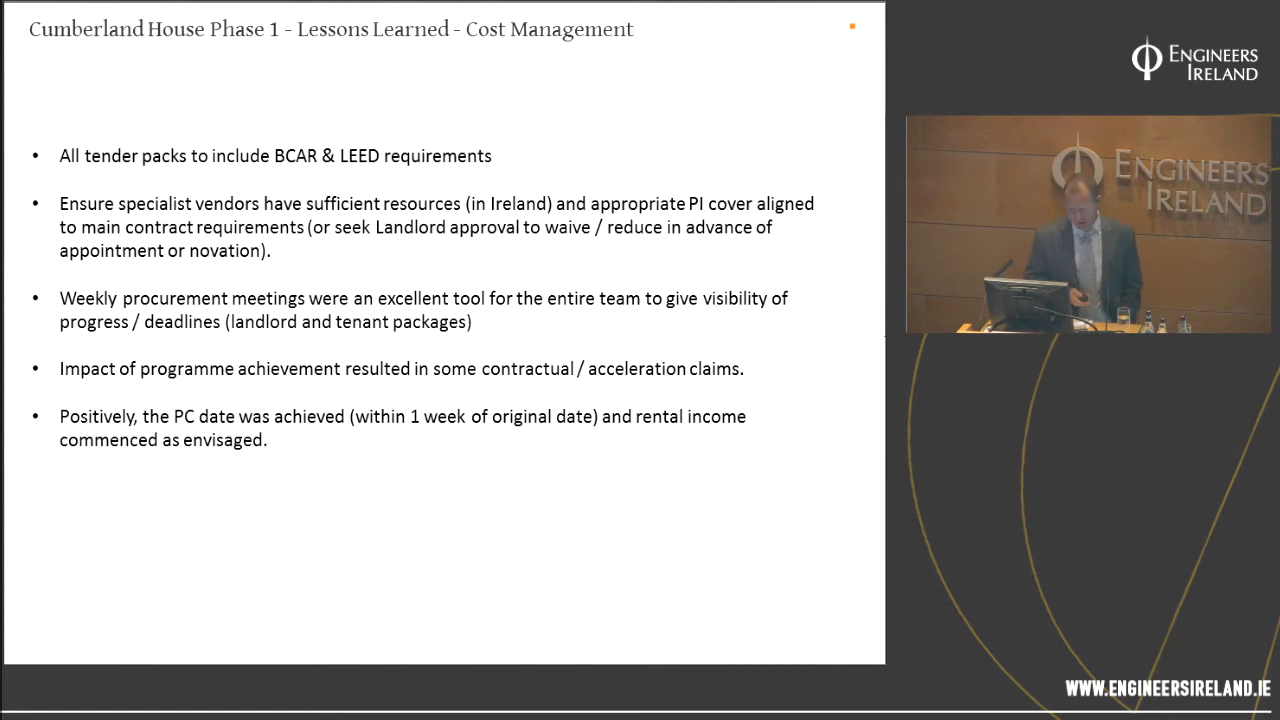 Cumberland House Phase 1 - Lessons Learned - Cost Management
• All tender packs to include BCAR & LEED requirements
• Ensure specialist vendors have sufficient resources (in Ireland) and appropriate PI cover aligned
to main contract requirements (or seek Landlord approval to waive / reduce in advance of
appointment or novation).
• Weekly procurement meetings were an excellent tool for the entire team to give visibility of
progress / deadlines (landlord and tenant packages)
• Impact of programme achievement resulted in some contractual / acceleration claims.
• Positively, the PC date was achieved (within 1 week of original date) and rental income
commenced as envisaged.
ENGINEERS
IRELAND
ENGINEERS
IRELAND
WWW.ENGINEERSIRELAND.IE